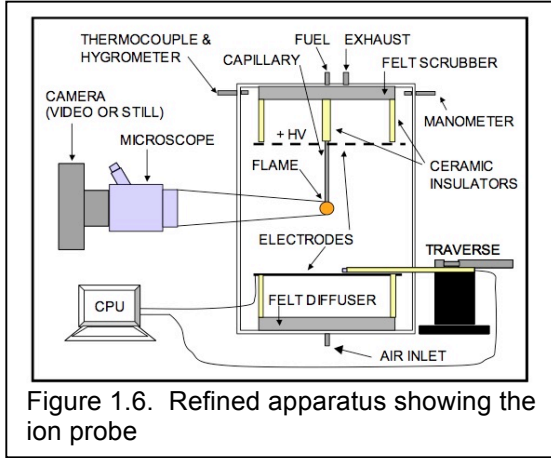 THERMOCOUPLE &
HYGROMETER
FUEL
EXHAUST
CAPILLARY
FELT SCRUBBER
CAMERA
(VIDEO OR STILL)
MICROSCOPE
MANOMETER
+ HV
CERAMIC
INSULATORS
FLAME
ELECTRODES
TRAVERSE
CPU
FELT DIFFUSER
AIR INLET
Figure 1.6. Refined apparatus showing the
ion probe